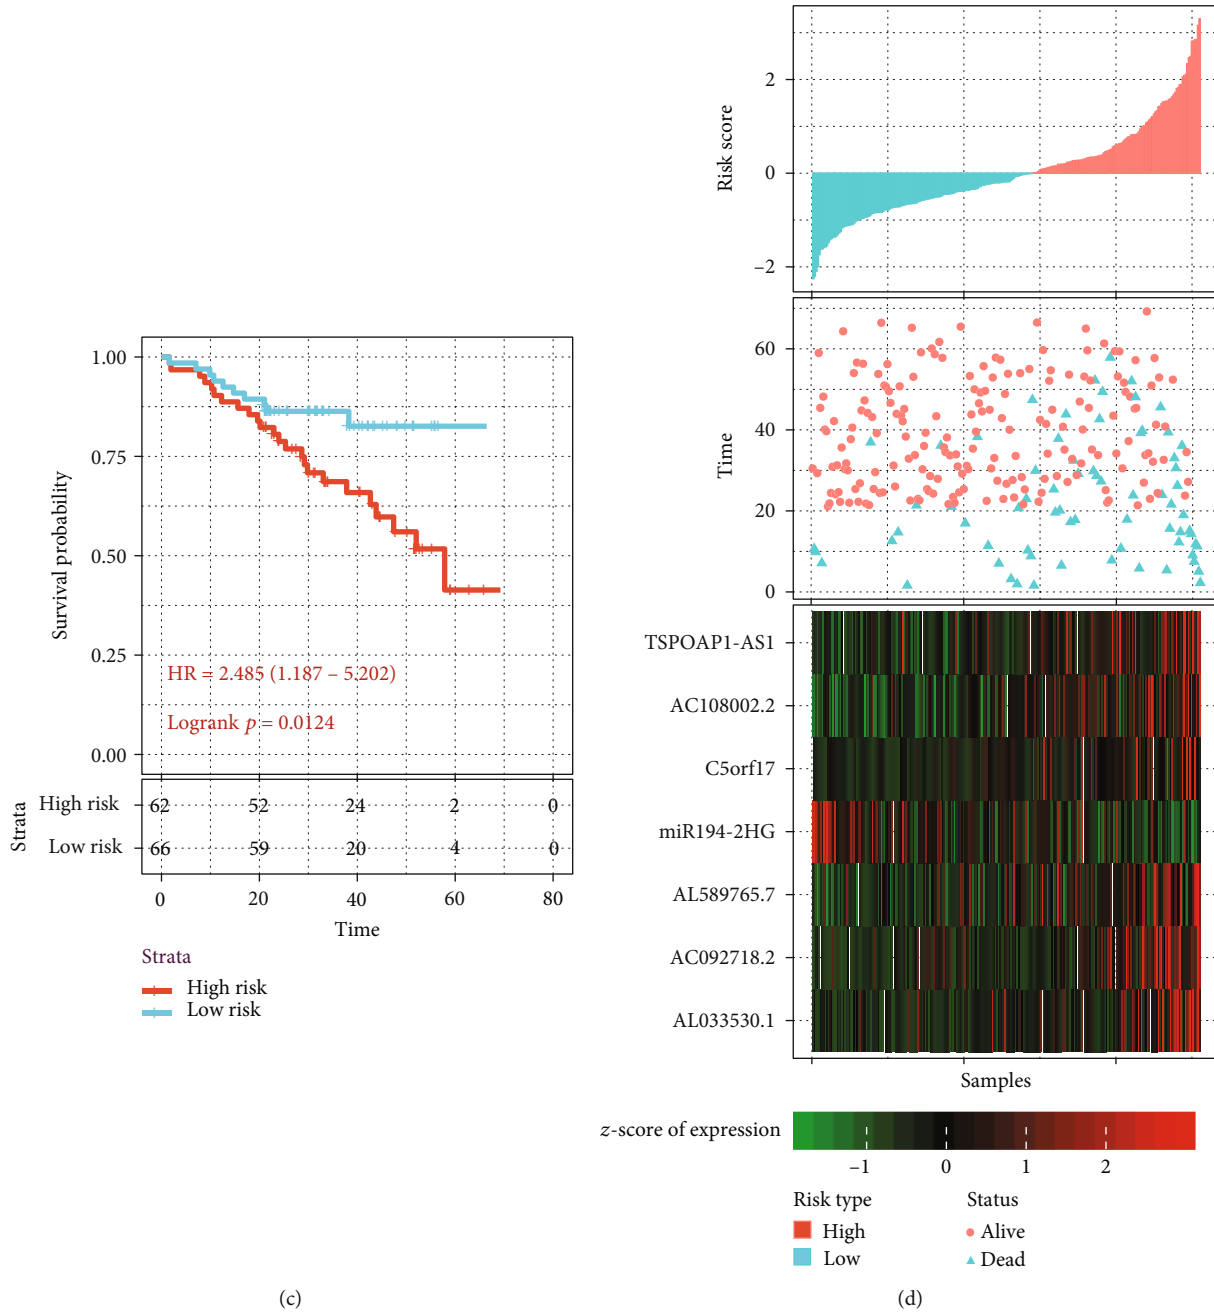 1.00
0.75
0.50
0.25
0.00
Survival probability
HR = 2.485 (1.187 – 5.202)
Logrank p = 0.0124
Strata
High risk 62 52 24 2 0
Low risk 66 59 20 4 0
0 20 40 60 80
Time
Strata
High risk
Low risk
(c)
2
0
–2
Risk score
60
40
20
0
Time
TSPOAP1-AS1
AC108002.2
C5orf17
miR194-2HG
AL589765.7
AC092718.2
AL033530.1
Samples
z-score of expression
–1 0 1 2
Risk type
High
Low
Status
Alive
Dead
(d)